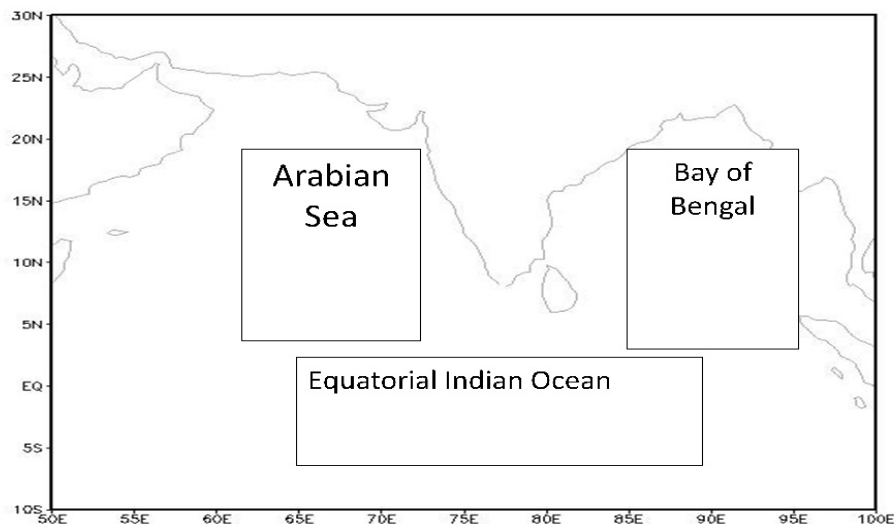 30N
25N
20N
15N
10N
5N
EQ
5S
10S
Arabian
Sea
Bay of
Bengal
Equatorial Indian Ocean
50E 55E 60E 65E 70E 75E 80E 85E 90E 95E 100E